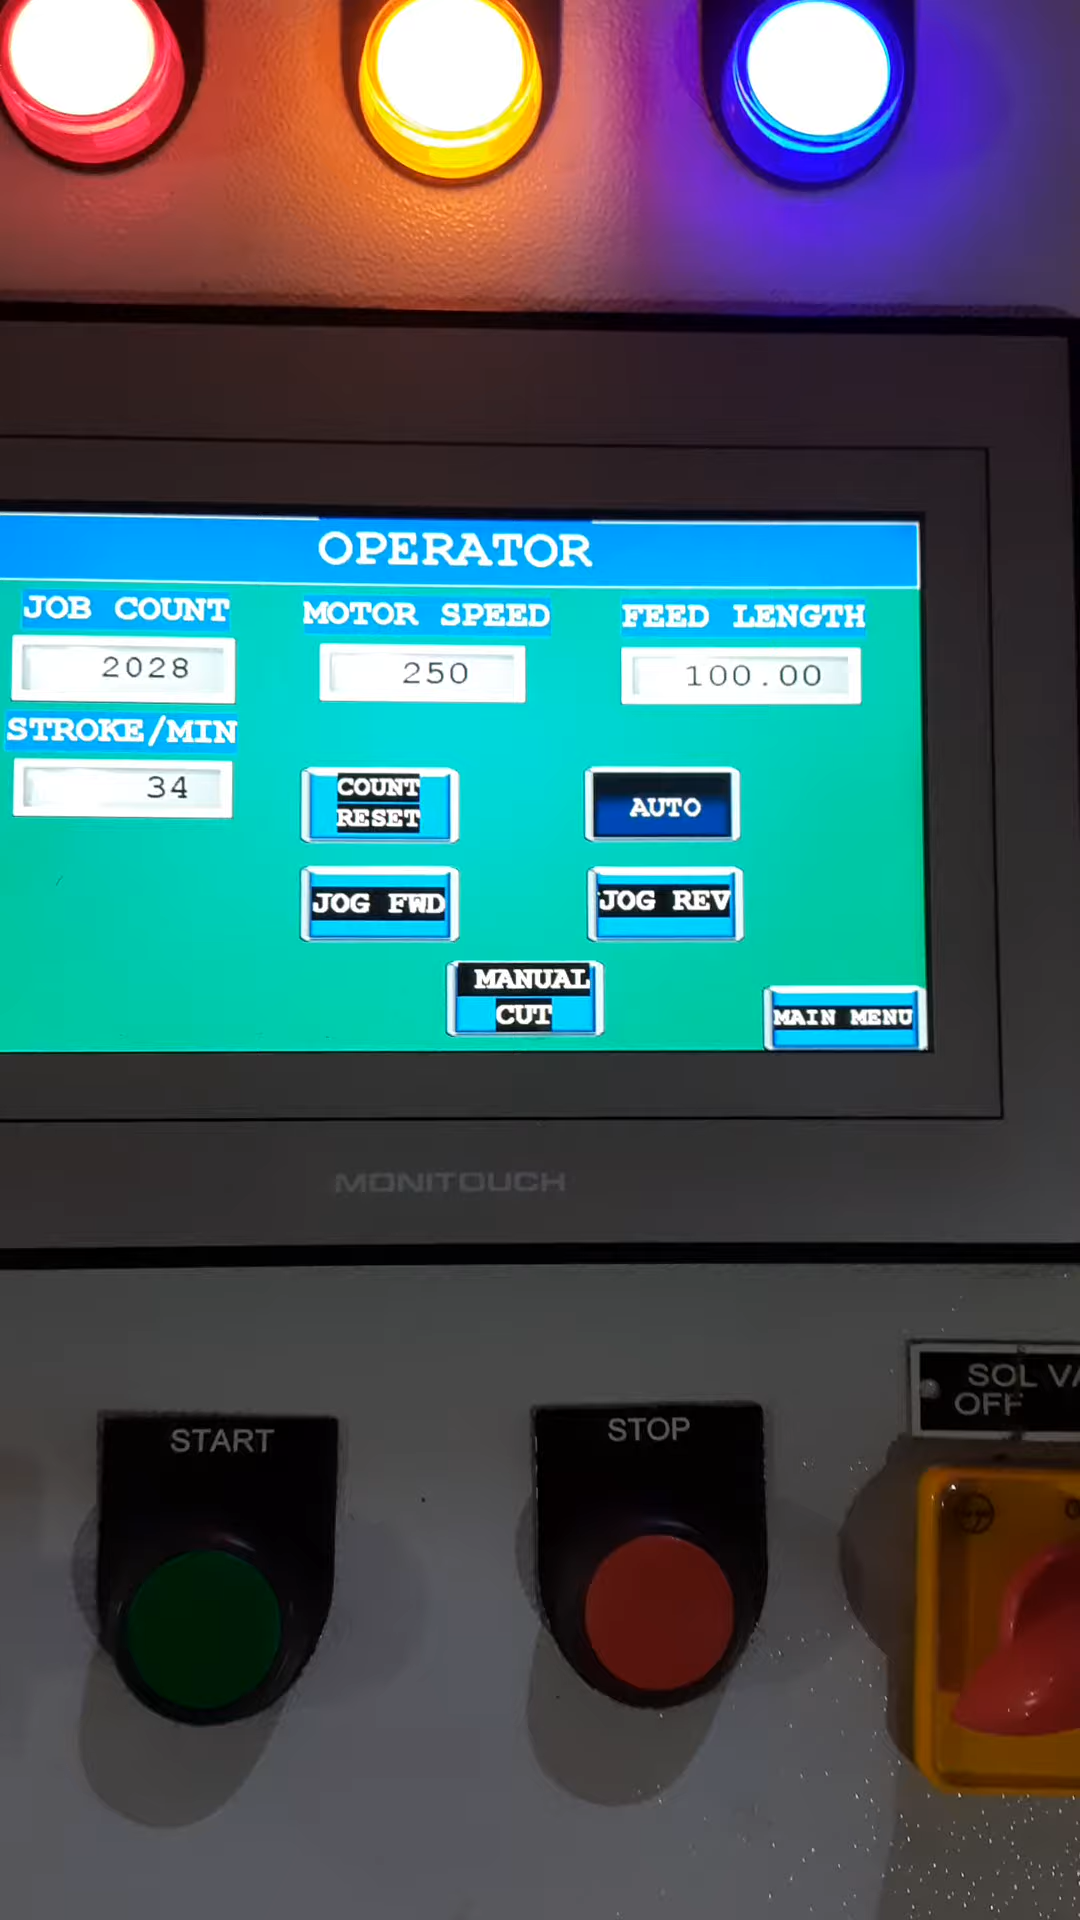 OPERATOR
JOB COUNT MOTOR SPEED FEED LENGTH
2028 250 100.00
STROKE/MIN
34
COUNT
RESET
AUTO
JOG FWD JOG REV
MANUAL
CUT
MAIN MENU
MONITOUCH
START STOP
SOL
OFF